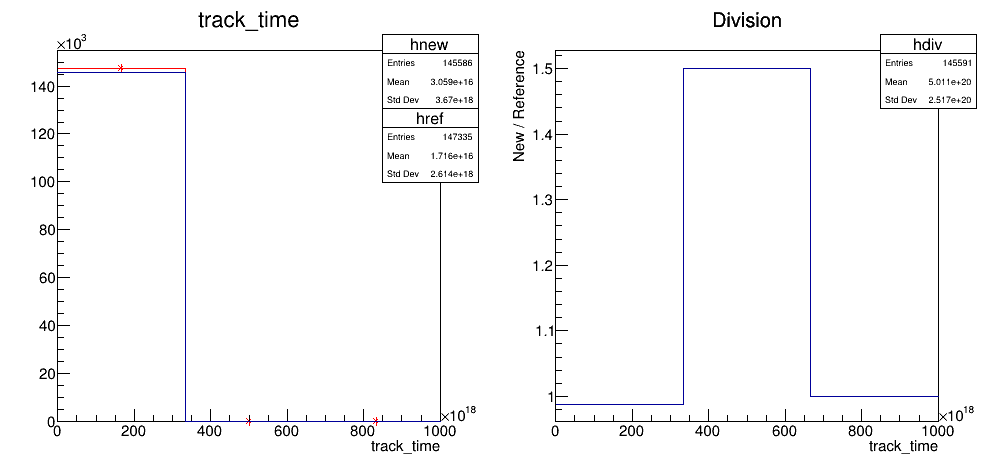 track_time
×10³
hnew
Entries 145586
Mean 3.059e+16
Std Dev 3.67e+18
href
Entries 147335
Mean 1.716e+16
Std Dev 2.614e+18
140
120
100
80
60
40
20
0
0 200 400 600 800 1000
×10¹⁸
track_time
Division
New / Reference
hdiv
Entries 145591
Mean 5.011e+20
Std Dev 2.517e+20
1.5
1.4
1.3
1.2
1.1
1
0 200 400 600 800 1000
×10¹⁸
track_time